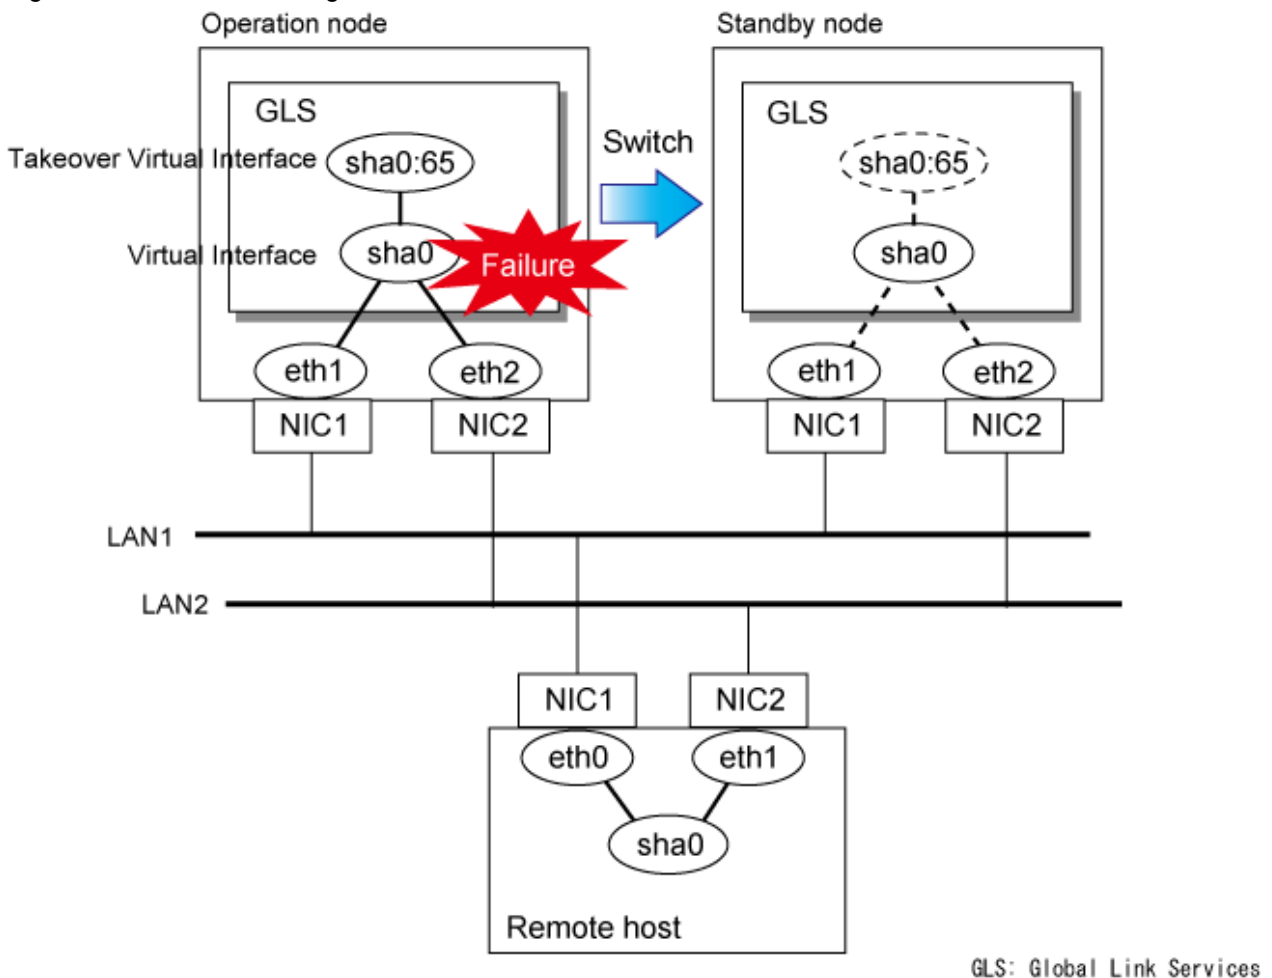 Operation node
Standby node
GLS
GLS
Switch
Takeover Virtual Interface
sha0:65
sha0:65
Virtual Interface
sha0
Failure
sha0
eth1
eth2
eth1
eth2
NIC1
NIC2
NIC1
NIC2
LAN1
LAN2
NIC1
NIC2
eth0
eth1
sha0
Remote host
GLS: Global Link Services